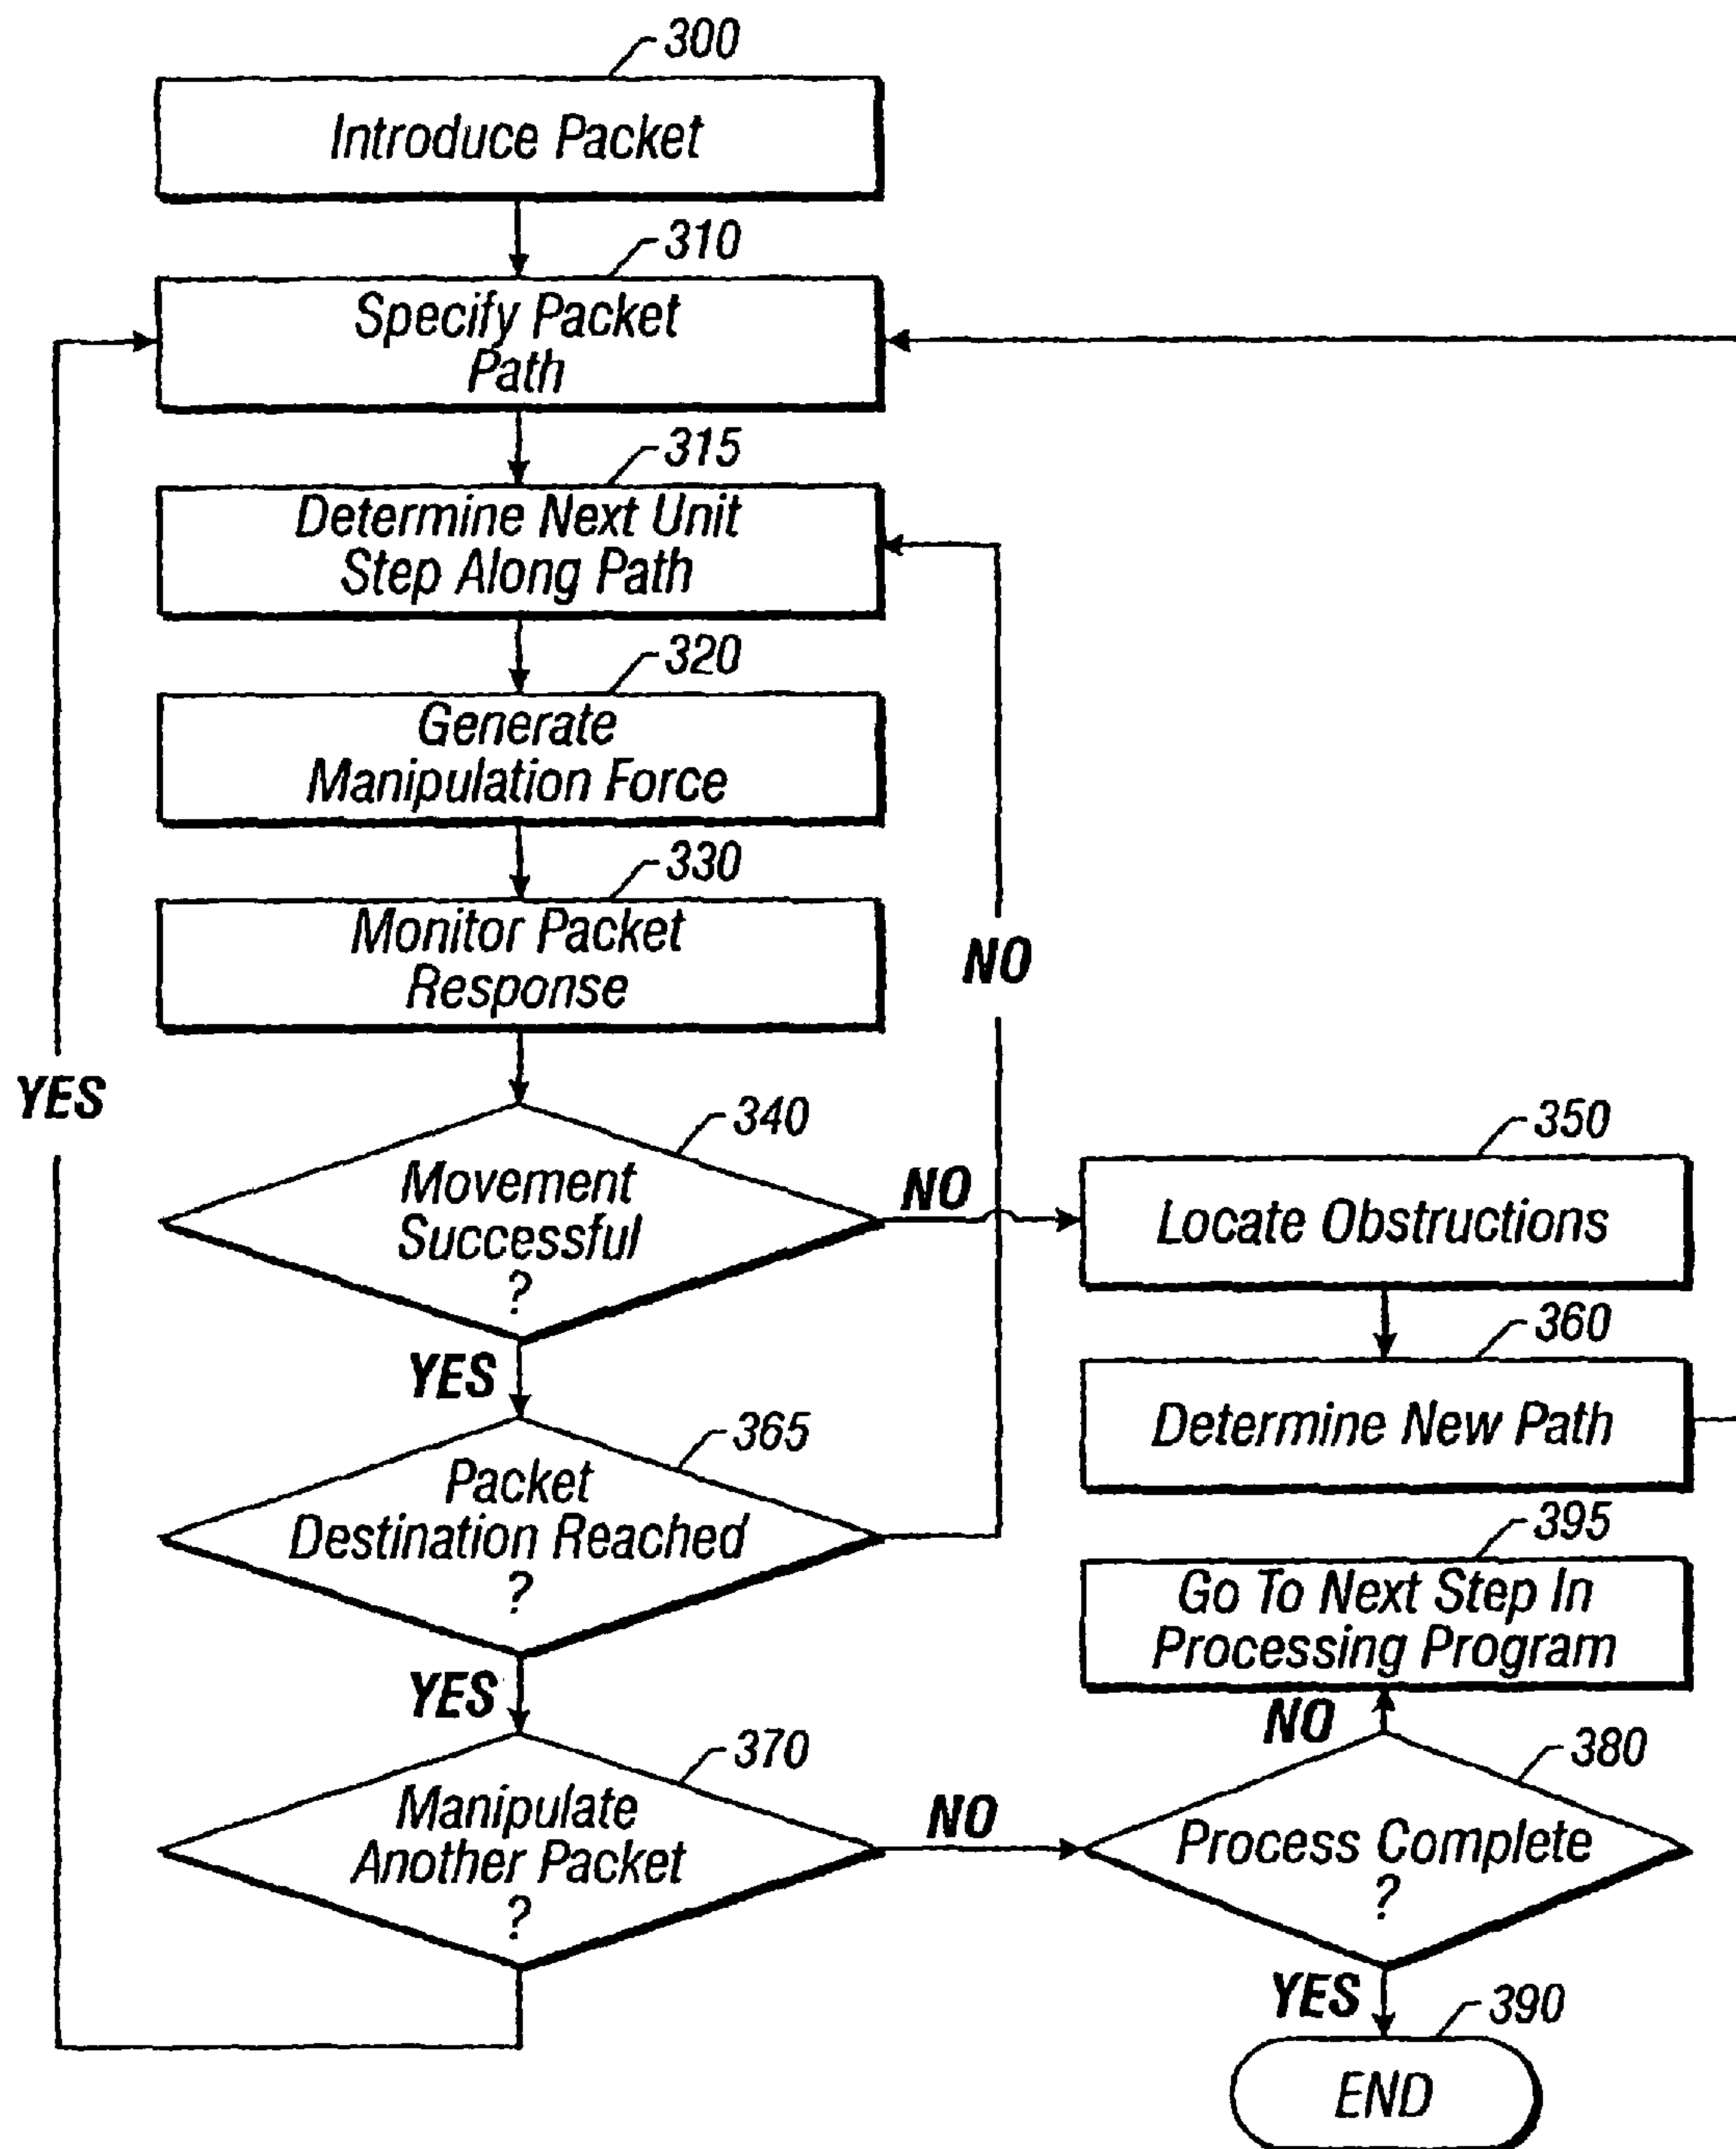 300
Introduce Packet
310
Specify Packet
Path
315
Determine Next Unit
Step Along Path
320
Generate
Manipulation Force
330
Monitor Packet
Response
NO
YES
340
Movement
Successful
?
NO
350
Locate Obstructions
YES
360
Determine New Path
365
Packet
Destination Reached
?
395
Go To Next Step In
Processing Program
YES
NO
370
Manipulate
Another Packet
?
NO
380
Process Complete
?
YES
390
END